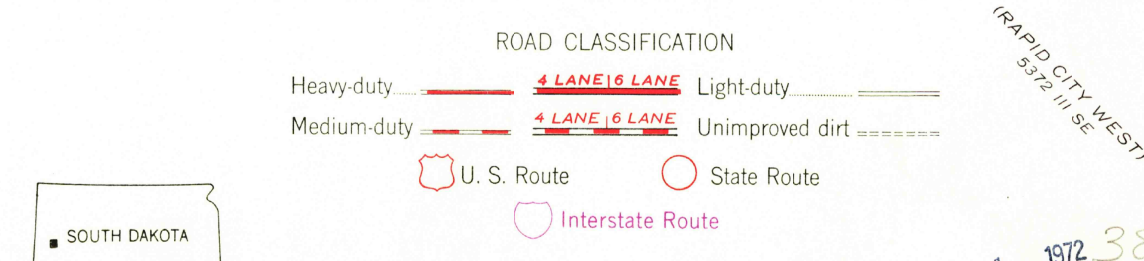 ROAD CLASSIFICATION
Heavy-duty 4 LANE 6 LANE Light-duty
Medium-duty 4 LANE 6 LANE Unimproved dirt
U. S. Route State Route
Interstate Route
SOUTH DAKOTA
(RAPID CITY WEST)
5372 III SE
1972 38